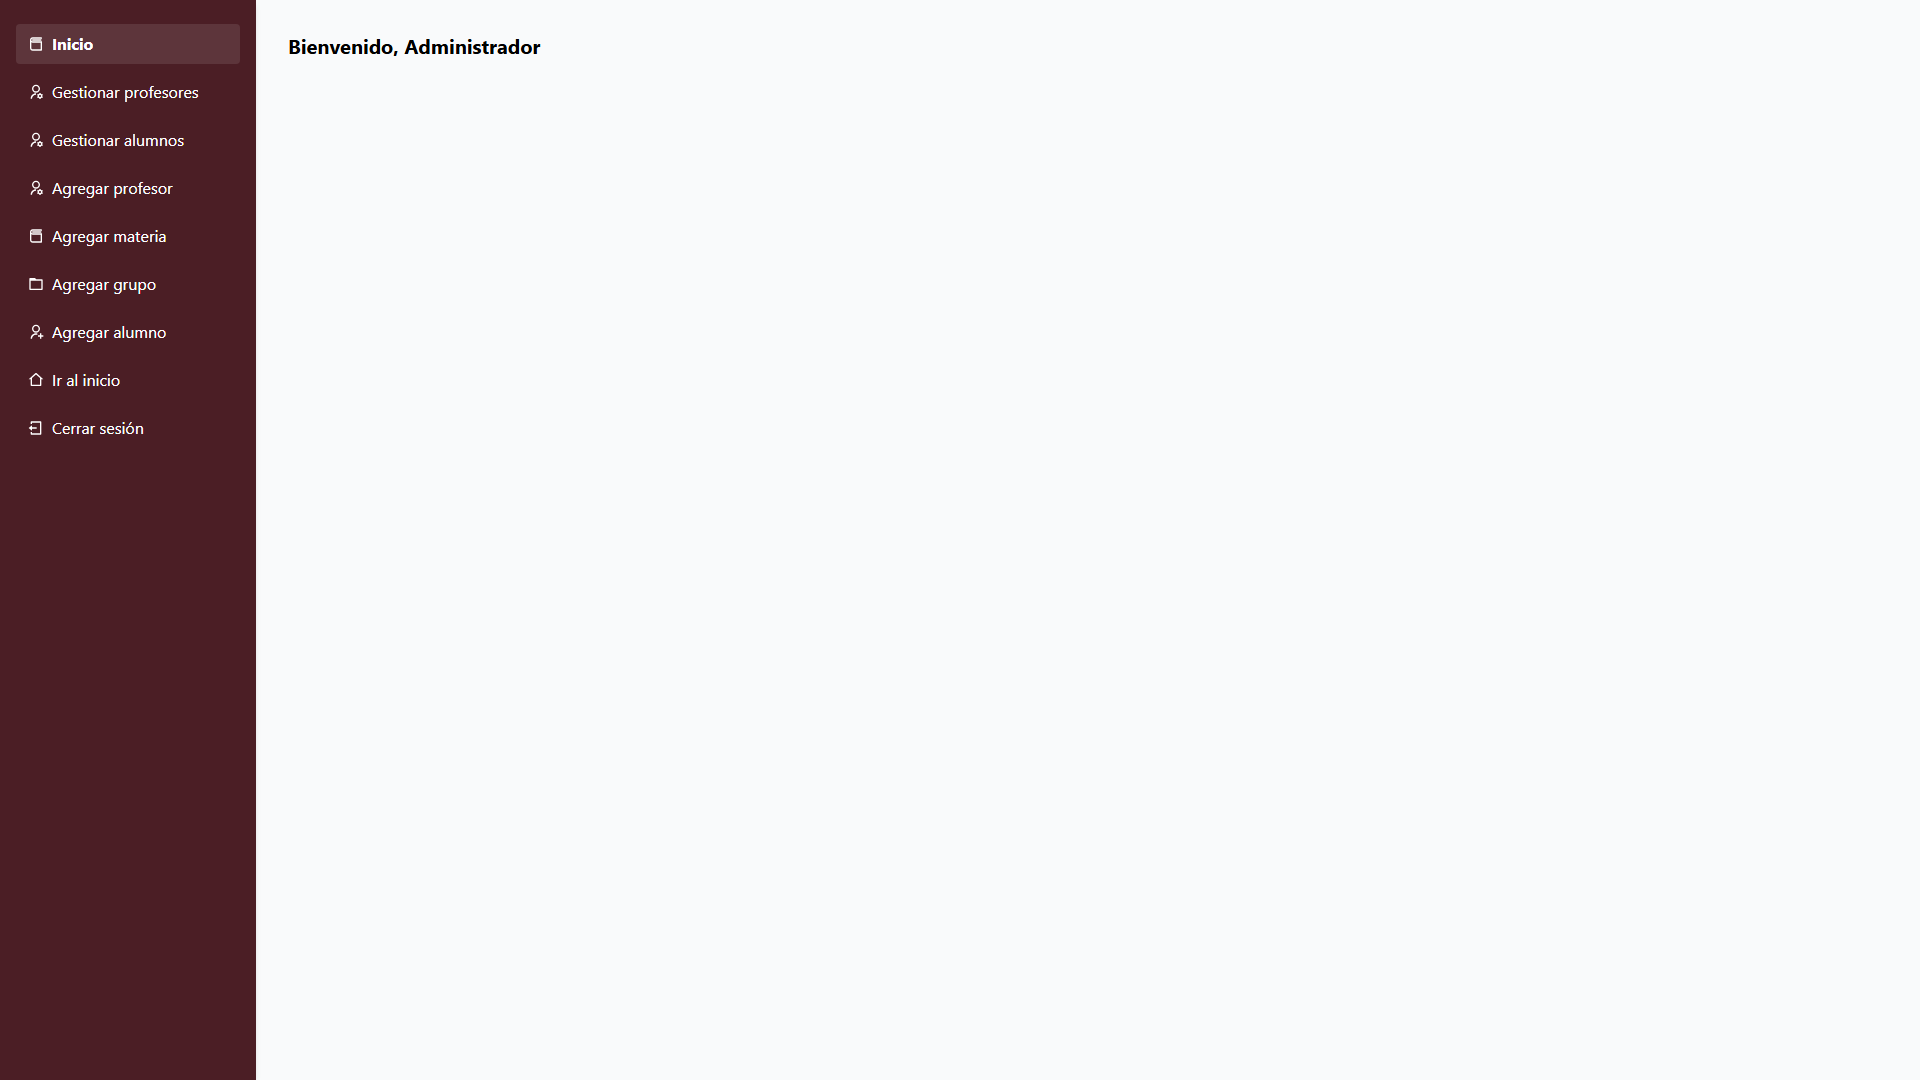 Inicio
Gestionar profesores
Gestionar alumnos
Agregar profesor
Agregar materia
Agregar grupo
Agregar alumno
Ir al inicio
Cerrar sesión
Bienvenido, Administrador